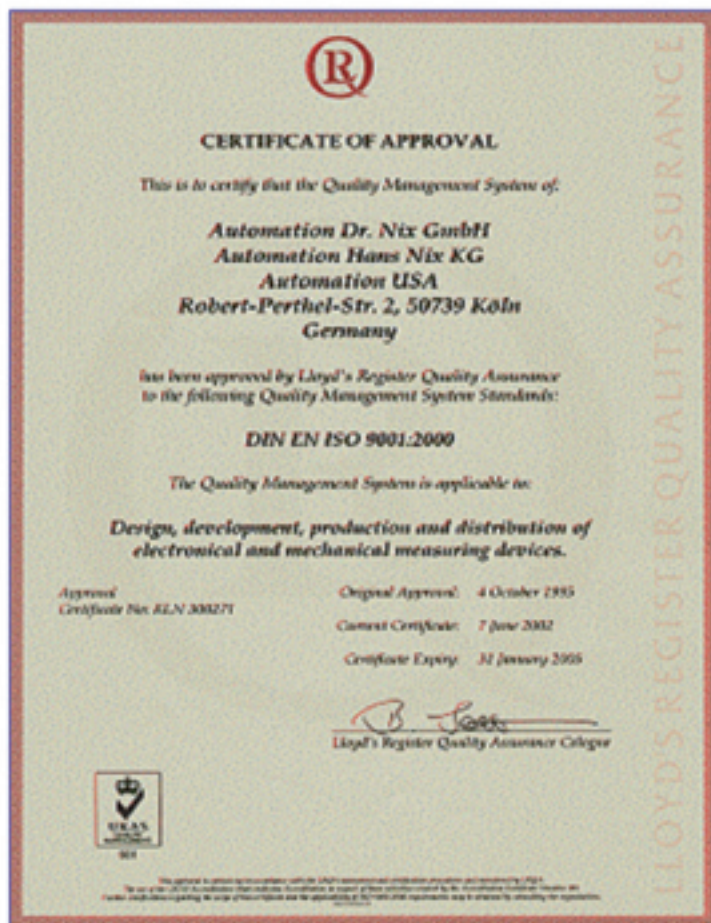 CERTIFICATE OF APPROVAL
This is to certify that the Quality Management System of:
Automation Dr. Nix GmbH
Automation Hans Nix KG
Automation USA
Robert-Perthel-Str. 2, 50739 Köln
Germany
has been approved by Lloyd's Register Quality Assurance
to the following Quality Management System Standards:
DIN EN ISO 9001:2000
The Quality Management System is applicable to:
Design, development, production and distribution of
electronical and mechanical measuring devices.
Approval
Certificate No: KLN 300271
Original Approval: 4 October 1995
Current Certificate: 7 June 2002
Certificate Expiry: 31 January 2005
Lloyd's Register Quality Assurance Cologne
UKAS
QUALITY
MANAGEMENT
001
LLOYD'S REGISTER QUALITY ASSURANCE